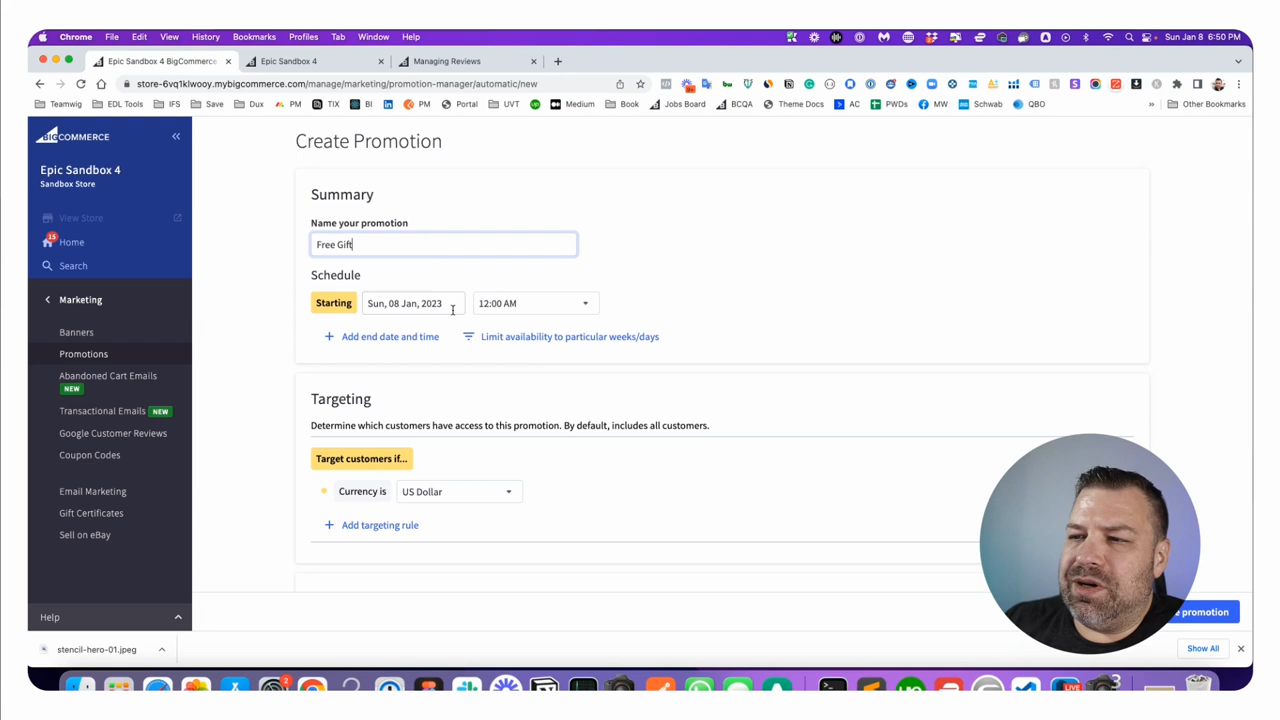 Chrome File Edit View History Bookmarks Profiles Tab Window Help
Sun Jan 8 6:50 PM
Epic Sandbox 4 BigCommerce
Epic Sandbox 4
Managing Reviews
store-6vq1klwooy.mybigcommerce.com/manage/marketing/promotion-manager/automatic/new
Teamwig EDL Tools IFS Save Dux PM TIX BI PM Portal UVT Medium Book Jobs Board BCQA Theme Docs AC PWDs MW Schwab QBO Other Bookmarks
BIGCOMMERCE
Epic Sandbox 4
Sandbox Store
View Store
15
Home
Search
Marketing
Banners
Promotions
Abandoned Cart Emails
NEW
Transactional Emails NEW
Google Customer Reviews
Coupon Codes
Email Marketing
Gift Certificates
Sell on eBay
Help
Create Promotion
Summary
Name your promotion
Free Gift
Schedule
Starting Sun, 08 Jan, 2023 12:00 AM
Add end date and time Limit availability to particular weeks/days
Targeting
Determine which customers have access to this promotion. By default, includes all customers.
Target customers if...
Currency is US Dollar
Add targeting rule
promotion
stencil-hero-01.jpeg
Show All
2
LIVE